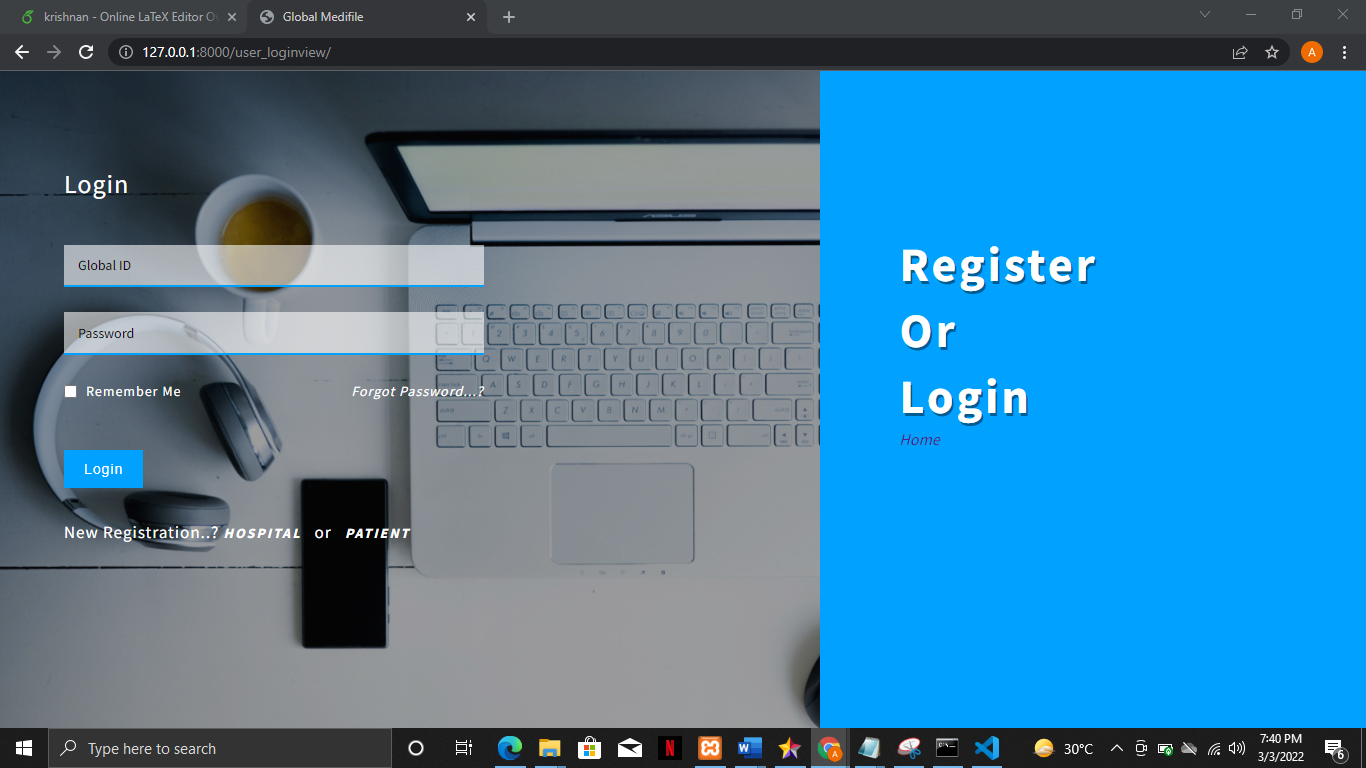 krishnan - Online LaTeX Editor O
Global Medifile
127.0.0.1:8000/user_loginview/
A
Login
Global ID
Password
Remember Me
Forgot Password...?
Login
New Registration..? HOSPITAL or PATIENT
ASUS
Register
Or
Login
Home
Type here to search
30°C
7:40 PM
3/3/2022
6